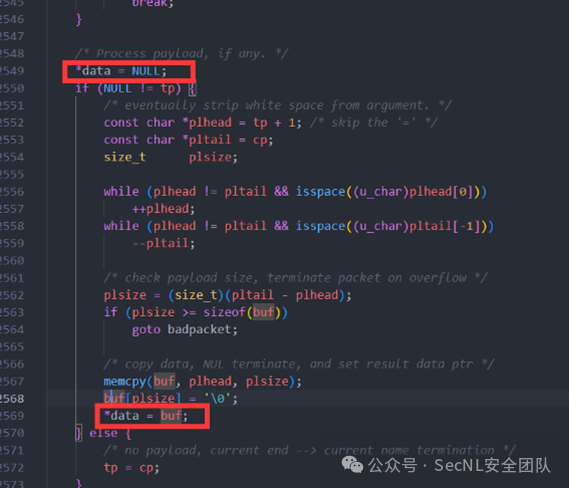 2545 break;
2546 }
2547
2548 /* Process payload, if any. */
2549 *data = NULL;
2550 if (NULL != tp) {
2551 /* eventually strip white space from argument. */
2552 const char *plhead = tp + 1; /* skip the '=' */
2553 const char *pltail = cp;
2554 size_t plsize;
2555
2556 while (plhead != pltail && isspace((u_char)plhead[0]))
2557 ++plhead;
2558 while (plhead != pltail && isspace((u_char)pltail[-1]))
2559 --pltail;
2560
2561 /* check payload size, terminate packet on overflow */
2562 plsize = (size_t)(pltail - plhead);
2563 if (plsize >= sizeof(buf))
2564 goto badpacket;
2565
2566 /* copy data, NUL terminate, and set result data ptr */
2567 memcpy(buf, plhead, plsize);
2568 buf[plsize] = '\0';
2569 *data = buf;
2570 } else {
2571 /* no payload, current end --> current name termination */
2572 tp = cp;
2573 }
公众号 · SecNL安全团队